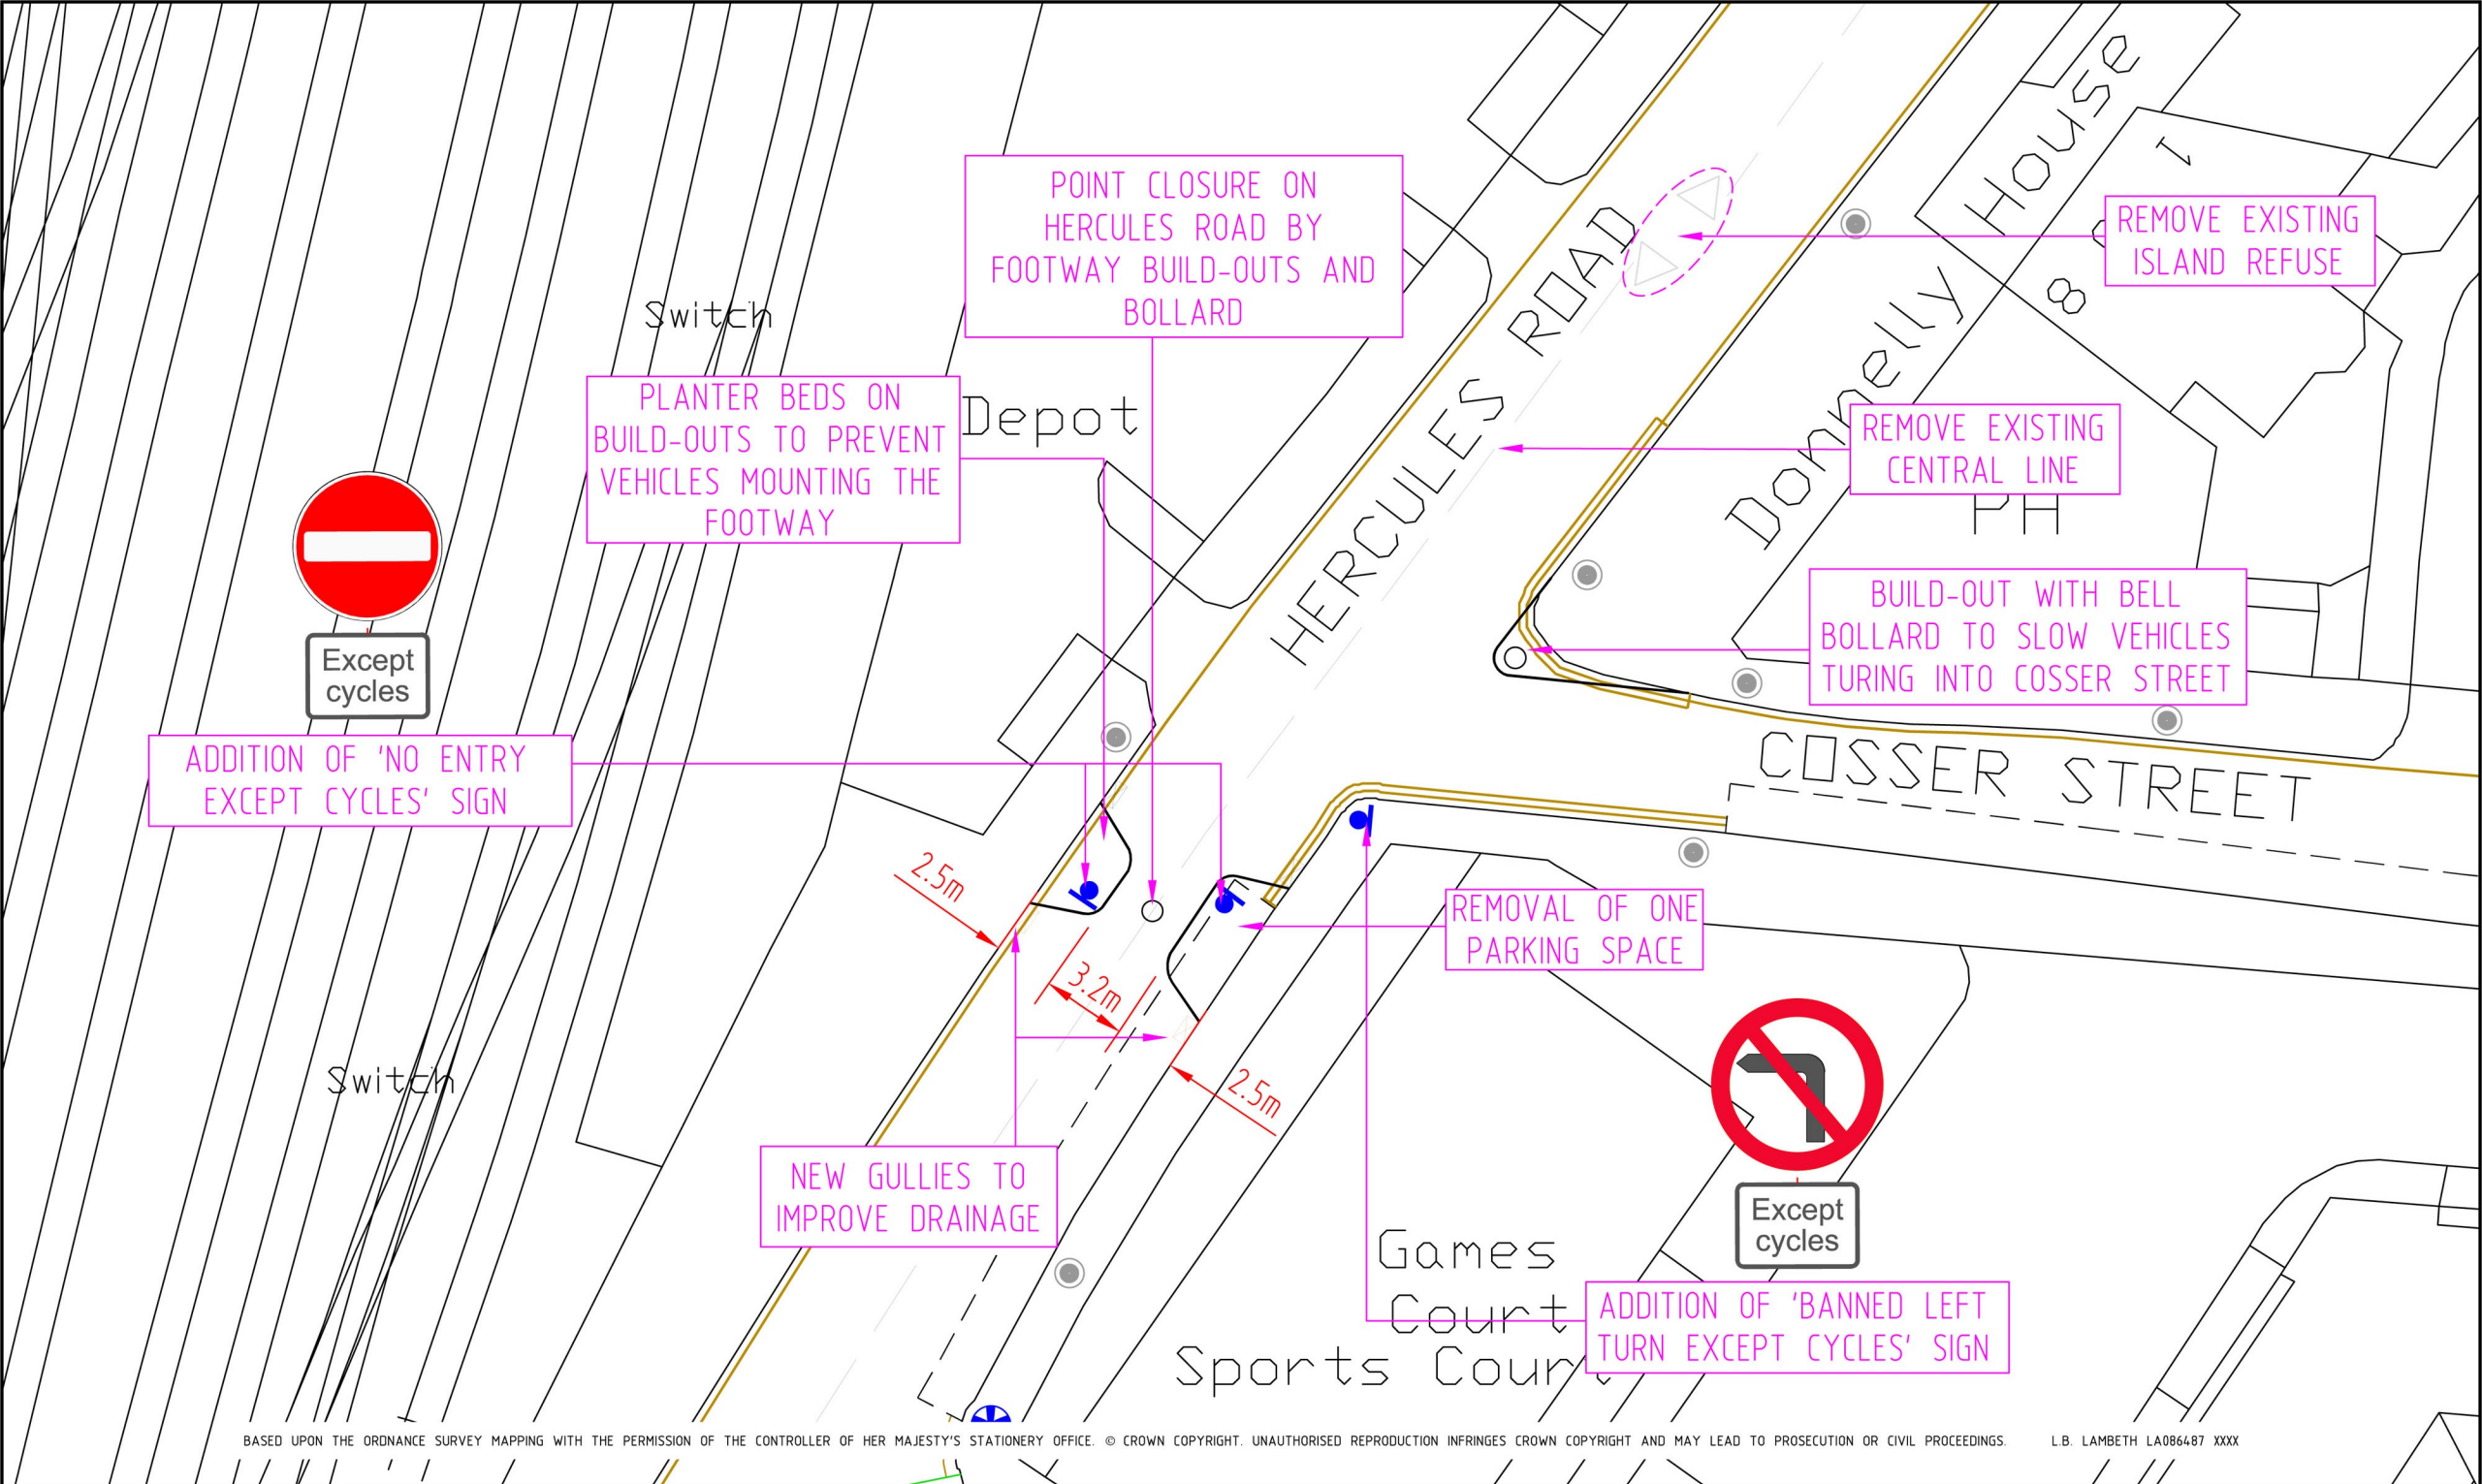 HOUSE
1
POINT CLOSURE ON
HERCULES ROAD BY
FOOTWAY BUILD-OUTS AND
BOLLARD
REMOVE EXISTING
ISLAND REFUSE
8
Switch
HERCULES ROAD
Donnelly
PLANTER BEDS ON
BUILD-OUTS TO PREVENT
VEHICLES MOUNTING THE
FOOTWAY
Depot
REMOVE EXISTING
CENTRAL LINE
PH
BUILD-OUT WITH BELL
BOLLARD TO SLOW VEHICLES
TURING INTO COSSER STREET
Except
cycles
ADDITION OF 'NO ENTRY
EXCEPT CYCLES' SIGN
COSSER STREET
2.5m
REMOVAL OF ONE
PARKING SPACE
3.2m
Switch
2.5m
NEW GULLIES TO
IMPROVE DRAINAGE
Except
cycles
Games
Court
Sports Court
ADDITION OF 'BANNED LEFT
TURN EXCEPT CYCLES' SIGN
BASED UPON THE ORDNANCE SURVEY MAPPING WITH THE PERMISSION OF THE CONTROLLER OF HER MAJESTY'S STATIONERY OFFICE. © CROWN COPYRIGHT. UNAUTHORISED REPRODUCTION INFRINGES CROWN COPYRIGHT AND MAY LEAD TO PROSECUTION OR CIVIL PROCEEDINGS. L.B. LAMBETH LA086487 XXXX